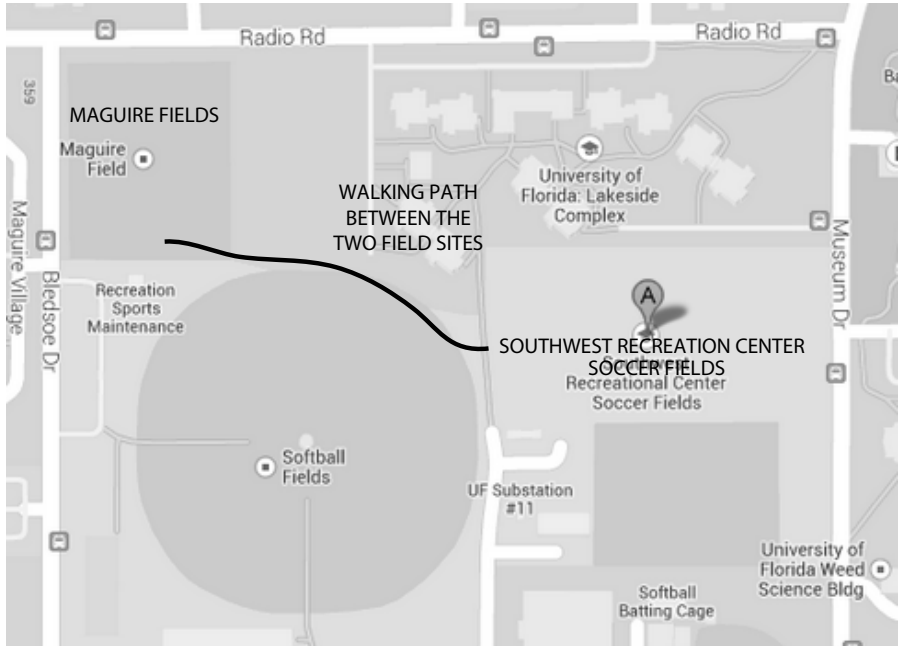 Radio Rd
Radio Rd
359
MAGUIRE FIELDS
Maguire
Field
Ba
University of
Florida: Lakeside
Complex
WALKING PATH
BETWEEN THE
TWO FIELD SITES
Maguire Village
Bledsoe Dr
Museum Dr
Recreation
Sports
Maintenance
A
SOUTHWEST RECREATION CENTER
SOCCER FIELDS
Southwest
Recreational Center
Soccer Fields
Softball
Fields
UF Substation
#11
University of
Florida Weed
Science Bldg
Softball
Batting Cage